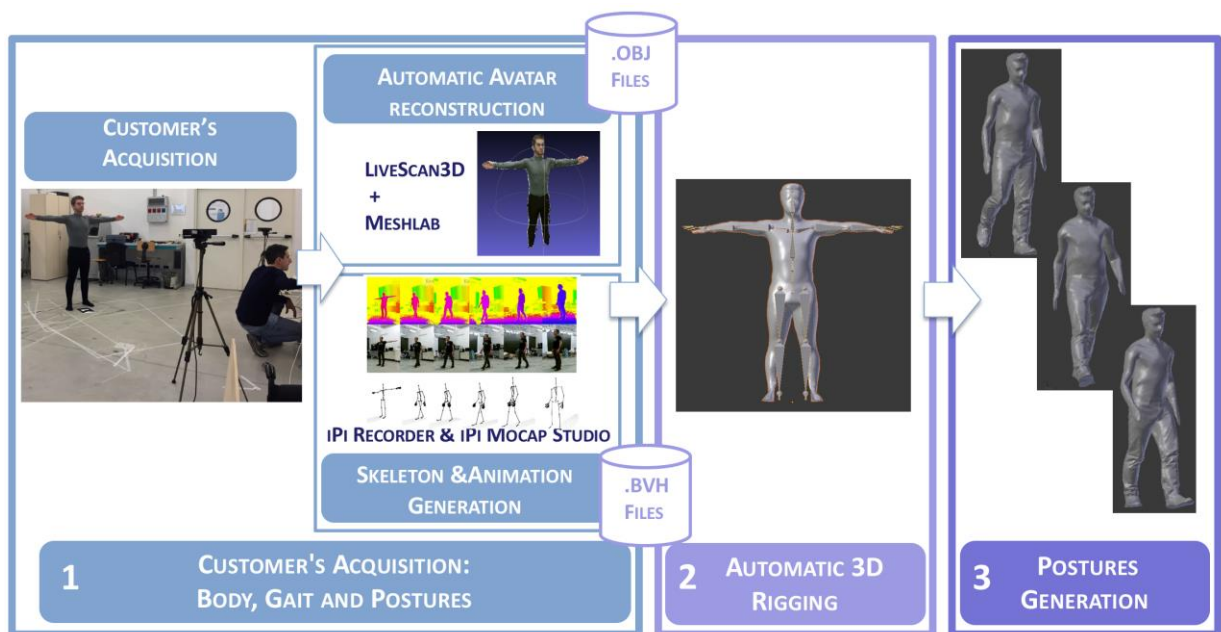 .OBJ
FILES
AUTOMATIC AVATAR
RECONSTRUCTION
CUSTOMER'S
ACQUISITION
LIVESCAN3D
+
MESHLAB
IPI RECORDER & IPI MOCAP STUDIO
SKELETON &ANIMATION
GENERATION
.BVH
FILES
1
CUSTOMER'S ACQUISITION:
BODY, GAIT AND POSTURES
2
AUTOMATIC 3D
RIGGING
3
POSTURES
GENERATION